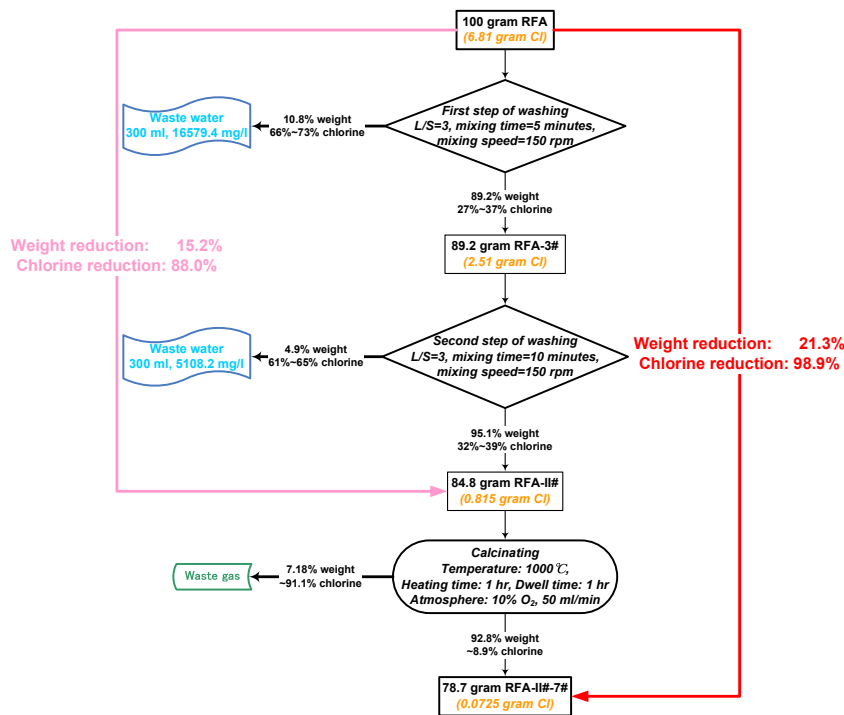 100 gram RFA
(6.81 gram Cl)
First step of washing
L/S=3, mixing time=5 minutes,
mixing speed=150 rpm
10.8% weight
66%~73% chlorine
Waste water
300 ml, 16579.4 mg/l
89.2% weight
27%~37% chlorine
Weight reduction: 15.2%
Chlorine reduction: 88.0%
89.2 gram RFA-3#
(2.51 gram Cl)
Second step of washing
L/S=3, mixing time=10 minutes,
mixing speed=150 rpm
4.9% weight
61%~65% chlorine
Waste water
300 ml, 5108.2 mg/l
Weight reduction: 21.3%
Chlorine reduction: 98.9%
95.1% weight
32%~39% chlorine
84.8 gram RFA-II#
(0.815 gram Cl)
Calcinating
Temperature: 1000℃,
Heating time: 1 hr, Dwell time: 1 hr
Atmosphere: 10% O₂, 50 ml/min
7.18% weight
~91.1% chlorine
Waste gas
92.8% weight
~8.9% chlorine
78.7 gram RFA-II#-7#
(0.0725 gram Cl)